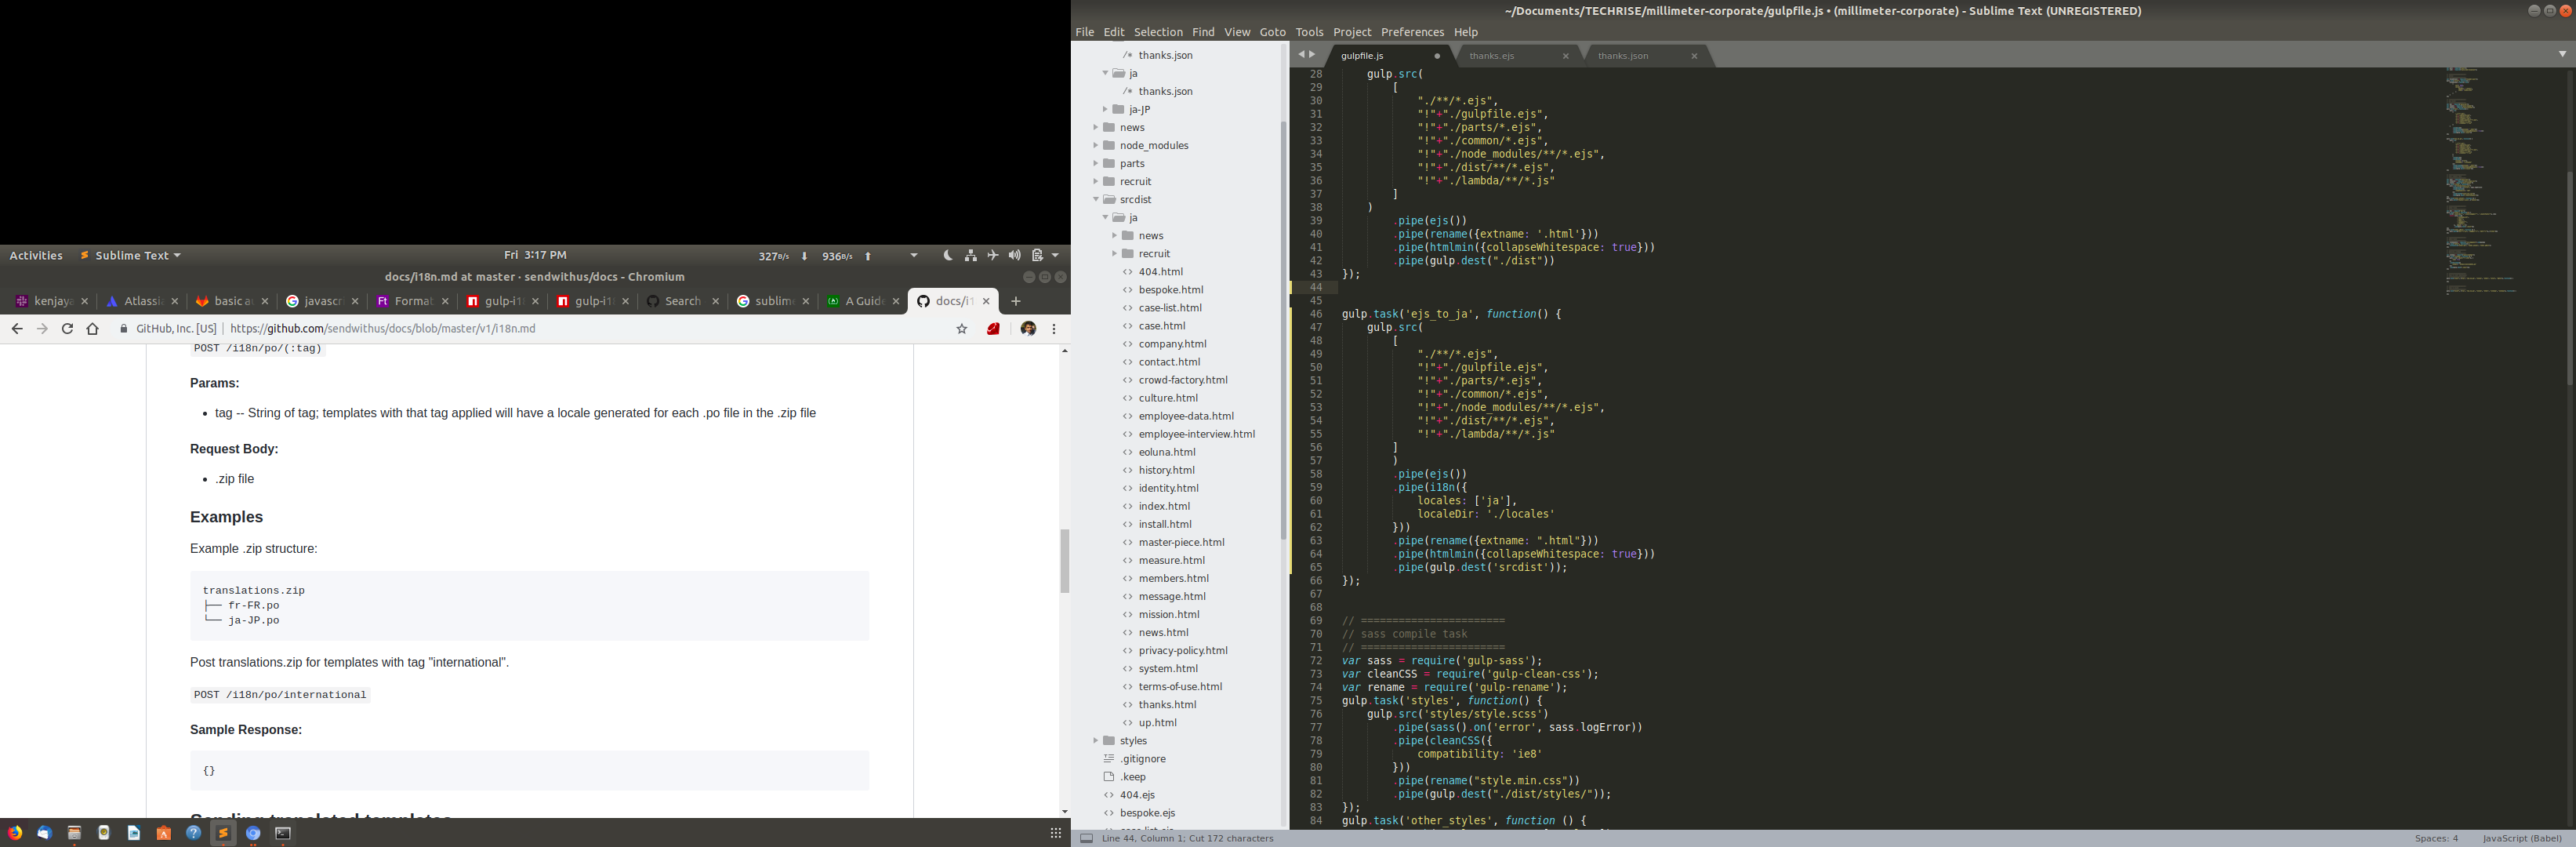 Activities
Sublime Text
Fri 3:17 PM
327B/s
936B/s
docs/i18n.md at master · sendwithus/docs - Chromium
kenjaya
Atlassia
basic au
javascri
Format
gulp-i18
gulp-i18
Search
sublime
A Guide
docs/i1
GitHub, Inc. [US] | https://github.com/sendwithus/docs/blob/master/v1/i18n.md
POST /i18n/po/(:tag)
Params:
• tag -- String of tag; templates with that tag applied will have a locale generated for each .po file in the .zip file
Request Body:
• .zip file
Examples
Example .zip structure:
translations.zip
├── fr-FR.po
└── ja-JP.po
Post translations.zip for templates with tag "international".
POST /i18n/po/international
Sample Response:
{}
Sending translated templates
~/Documents/TECHRISE/millimeter-corporate/gulpfile.js • (millimeter-corporate) - Sublime Text (UNREGISTERED)
File Edit Selection Find View Goto Tools Project Preferences Help
thanks.json
ja
thanks.json
ja-JP
news
node_modules
parts
recruit
srcdist
ja
news
recruit
404.html
bespoke.html
case-list.html
case.html
company.html
contact.html
crowd-factory.html
culture.html
employee-data.html
employee-interview.html
eoluna.html
history.html
identity.html
index.html
install.html
master-piece.html
measure.html
members.html
message.html
mission.html
news.html
privacy-policy.html
system.html
terms-of-use.html
thanks.html
up.html
styles
.gitignore
.keep
404.ejs
bespoke.ejs
gulpfile.js
thanks.ejs
thanks.json
28 gulp.src(
29 [
30 "./**/*.ejs",
31 "!"+"./gulpfile.ejs",
32 "!"+"./parts/*.ejs",
33 "!"+"./common/*.ejs",
34 "!"+"./node_modules/**/*.ejs",
35 "!"+"./dist/**/*.ejs",
36 "!"+"./lambda/**/*.js"
37 ]
38 )
39 .pipe(ejs())
40 .pipe(rename({extname: '.html'}))
41 .pipe(htmlmin({collapseWhitespace: true}))
42 .pipe(gulp.dest("./dist"))
43 });
44
45
46 gulp.task('ejs_to_ja', function() {
47 gulp.src(
48 [
49 "./**/*.ejs",
50 "!"+"./gulpfile.ejs",
51 "!"+"./parts/*.ejs",
52 "!"+"./common/*.ejs",
53 "!"+"./node_modules/**/*.ejs",
54 "!"+"./dist/**/*.ejs",
55 "!"+"./lambda/**/*.js"
56 ]
57 )
58 .pipe(ejs())
59 .pipe(i18n({
60 locales: ['ja'],
61 localeDir: './locales'
62 }))
63 .pipe(rename({extname: ".html"}))
64 .pipe(htmlmin({collapseWhitespace: true}))
65 .pipe(gulp.dest('srcdist'));
66 });
67
68
69 // =======================
70 // sass compile task
71 // =======================
72 var sass = require('gulp-sass');
73 var cleanCSS = require('gulp-clean-css');
74 var rename = require('gulp-rename');
75 gulp.task('styles', function() {
76 gulp.src('styles/style.scss')
77 .pipe(sass().on('error', sass.logError))
78 .pipe(cleanCSS({
79 compatibility: 'ie8'
80 }))
81 .pipe(rename("style.min.css"))
82 .pipe(gulp.dest("./dist/styles/"));
83 });
84 gulp.task('other_styles', function () {
Line 44, Column 1; Cut 172 characters
Spaces: 4
JavaScript (Babel)